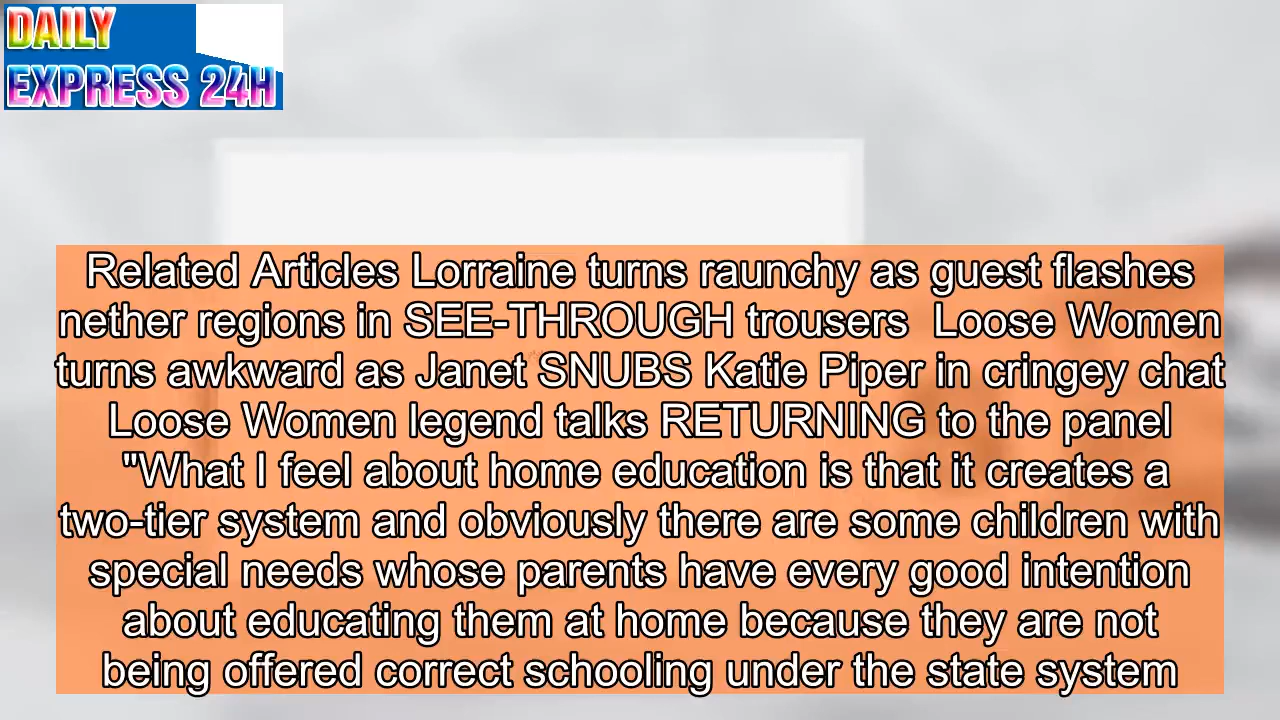 DAILY
EXPRESS 24H
Related Articles Lorraine turns raunchy as guest flashes
nether regions in SEE-THROUGH trousers  Loose Women
turns awkward as Janet SNUBS Katie Piper in cringey chat
Loose Women legend talks RETURNING to the panel
"What I feel about home education is that it creates a
two-tier system and obviously there are some children with
special needs whose parents have every good intention
about educating them at home because they are not
being offered correct schooling under the state system